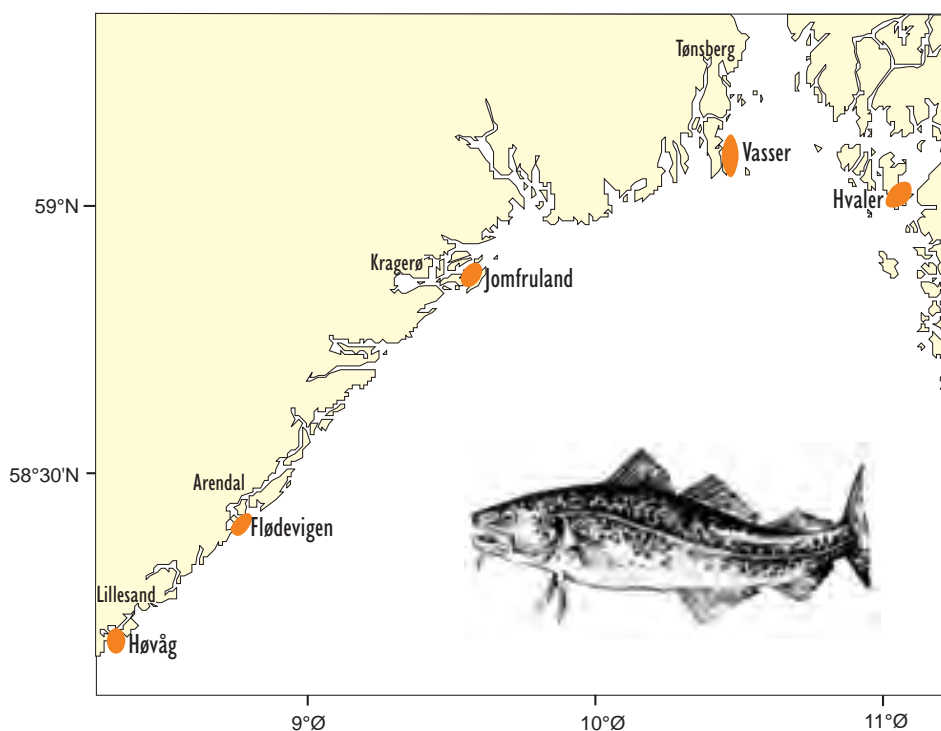 Tønsberg
Vasser
Hvaler
59°N
Kragerø
Jomfruland
58°30'N
Arendal
Flødevigen
Lillesand
Høvåg
9°Ø
10°Ø
11°Ø